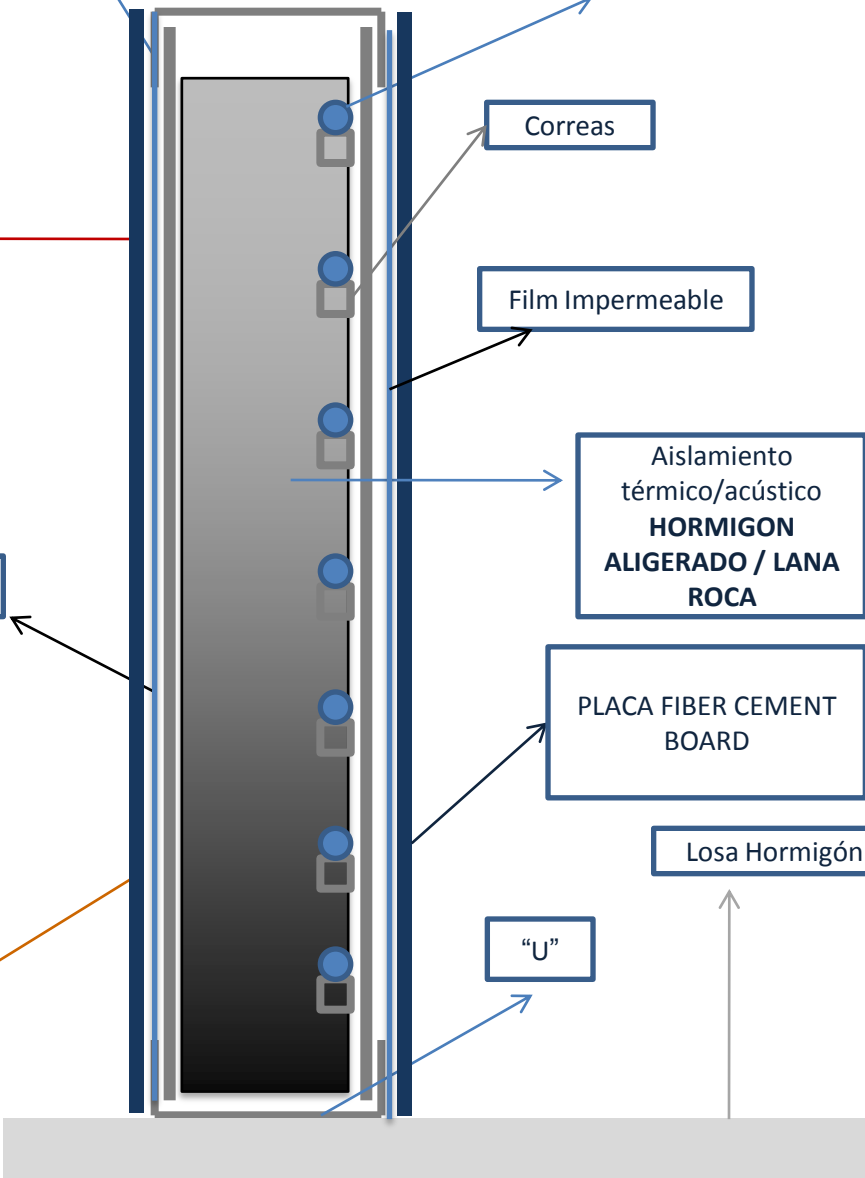 Correas
Film Impermeable
Aislamiento
térmico/acústico
HORMIGON
ALIGERADO / LANA
ROCA
PLACA FIBER CEMENT
BOARD
Losa Hormigón
“U”